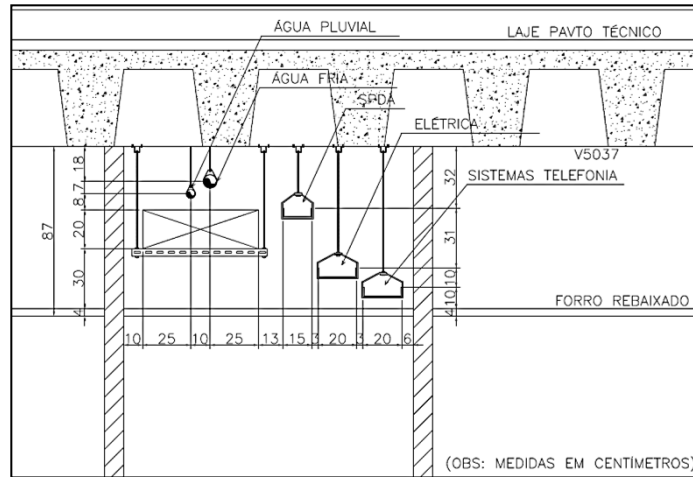 ÁGUA PLUVIAL
LAJE PAVTO TÉCNICO
ÁGUA FRIA
SPDA
ELÉTRICA
V5037
SISTEMAS TELEFONIA
18
7
8
20
30
4
87
32
31
10
10
4
FORRO REBAIXADO
10 25 10 25 13 15 3 20 3 20 6
(OBS: MEDIDAS EM CENTÍMETROS)